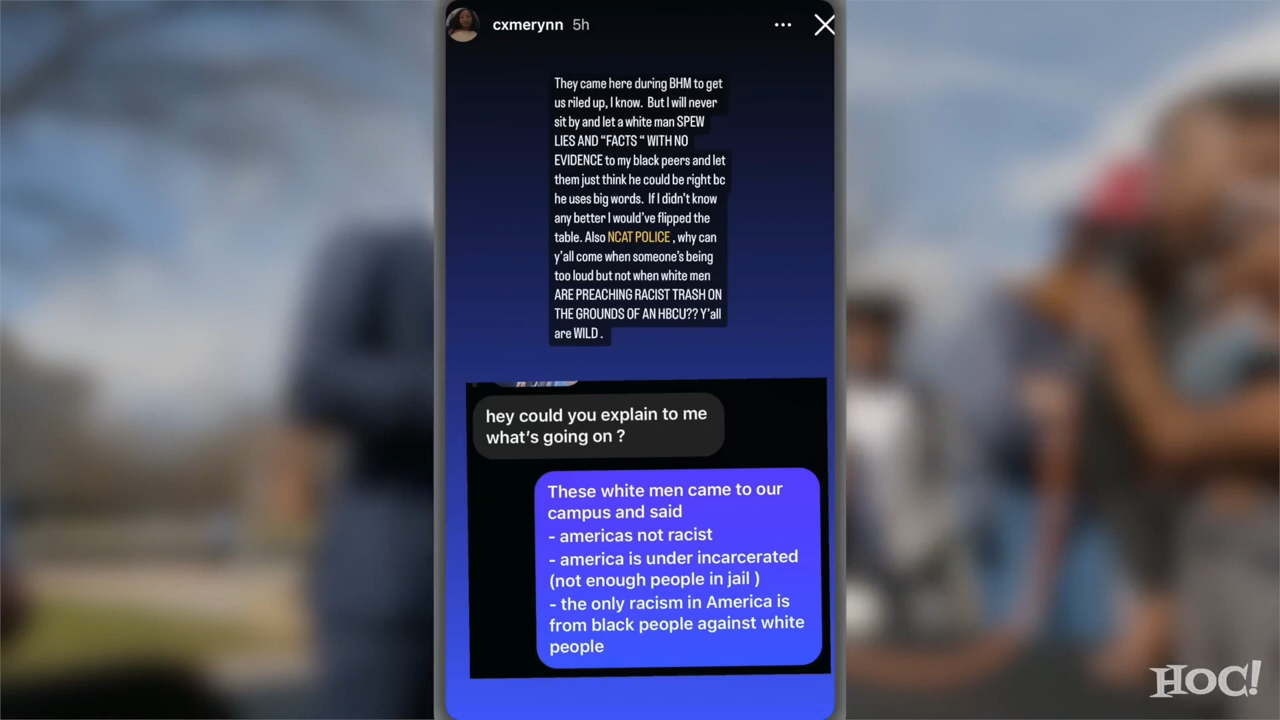 cxmerynn 5h
They came here during BHM to get
us riled up, I know. But I will never
sit by and let a white man SPEW
LIES AND "FACTS " WITH NO
EVIDENCE to my black peers and let
them just think he could be right bc
he uses big words. If I didn't know
any better I would've flipped the
table. Also NCAT POLICE , why can
y'all come when someone's being
too loud but not when white men
ARE PREACHING RACIST TRASH ON
THE GROUNDS OF AN HBCU?? Y'all
are WILD .
hey could you explain to me
what's going on ?
These white men came to our
campus and said
- americas not racist
- america is under incarcerated
(not enough people in jail )
- the only racism in America is
from black people against white
people
HOC!